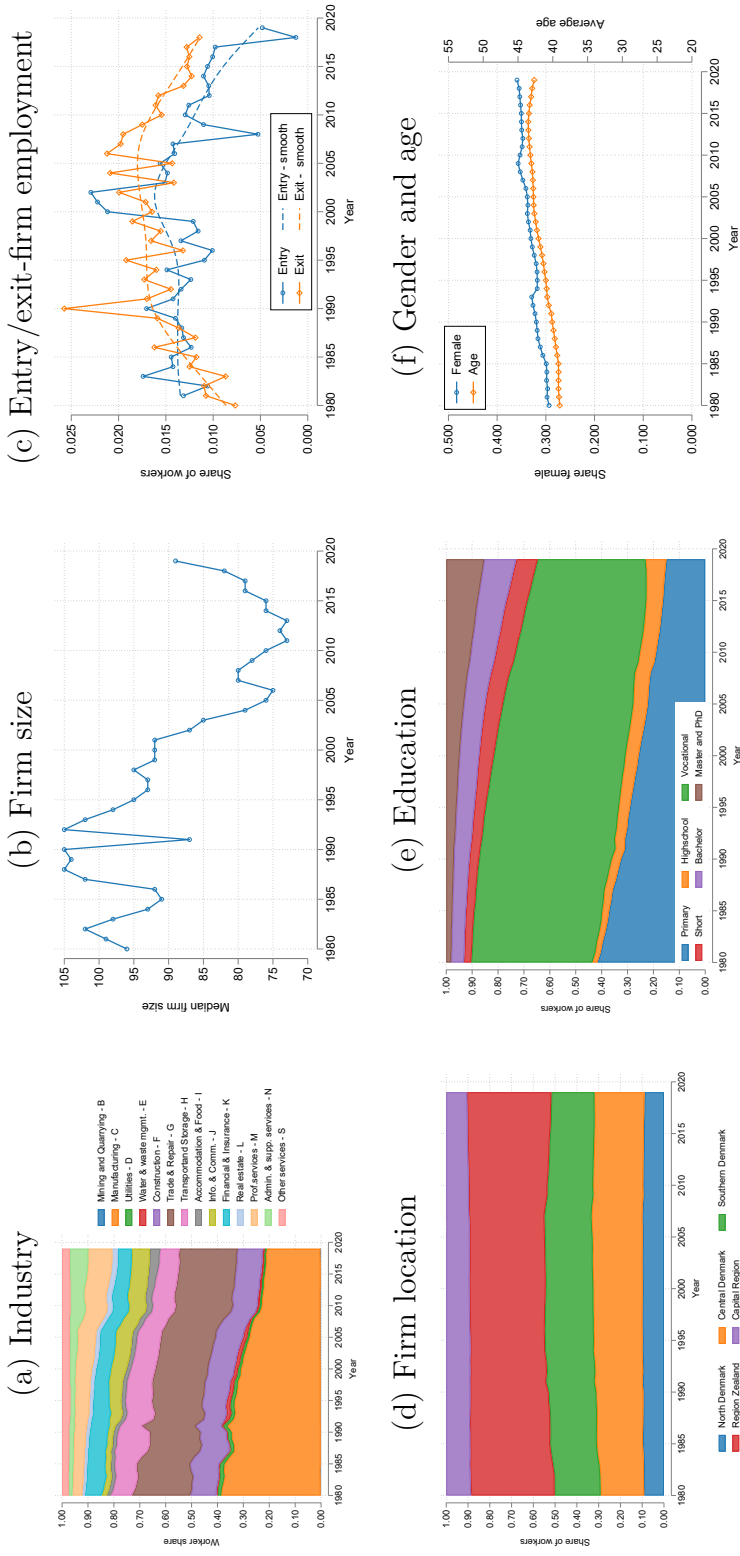 (a) Industry
1.00
0.90
0.80
0.70
0.60
0.50
0.40
0.30
0.20
0.10
0.00
Worker share
1980
1985
1990
1995
2000
2005
2010
2015
2020
Year
Mining and Quarrying - B
Manufacturing - C
Utilities - D
Water & waste mgmt. - E
Construction - F
Trade & Repair - G
Transport and Storage - H
Accommodation & Food - I
Info. & Comm. - J
Financial & Insurance - K
Real estate - L
Prof. services - M
Admin. & supp. services - N
Other services - S
(b) Firm size
105
100
95
90
85
80
75
70
Median firm size
1980
1985
1990
1995
2000
2005
2010
2015
2020
Year
(c) Entry/exit-firm employment
0.025
0.020
0.015
0.010
0.005
0.000
Share of workers
1980
1985
1990
1995
2000
2005
2010
2015
2020
Year
Entry
Entry - smooth
Exit
Exit - smooth
(d) Firm location
1.00
0.90
0.80
0.70
0.60
0.50
0.40
0.30
0.20
0.10
0.00
Share of workers
1980
1985
1990
1995
2000
2005
2010
2015
2020
Year
North Denmark
Central Denmark
Southern Denmark
Region Zealand
Capital Region
(e) Education
1.00
0.90
0.80
0.70
0.60
0.50
0.40
0.30
0.20
0.10
0.00
Share of workers
1980
1985
1990
1995
2000
2005
2010
2015
2020
Year
Primary
Highschool
Vocational
Short
Bachelor
Master and PhD
(f) Gender and age
0.500
0.400
0.300
0.200
0.100
0.000
Share female
55
50
45
40
35
30
25
20
Average age
1980
1985
1990
1995
2000
2005
2010
2015
2020
Year
Female
Age